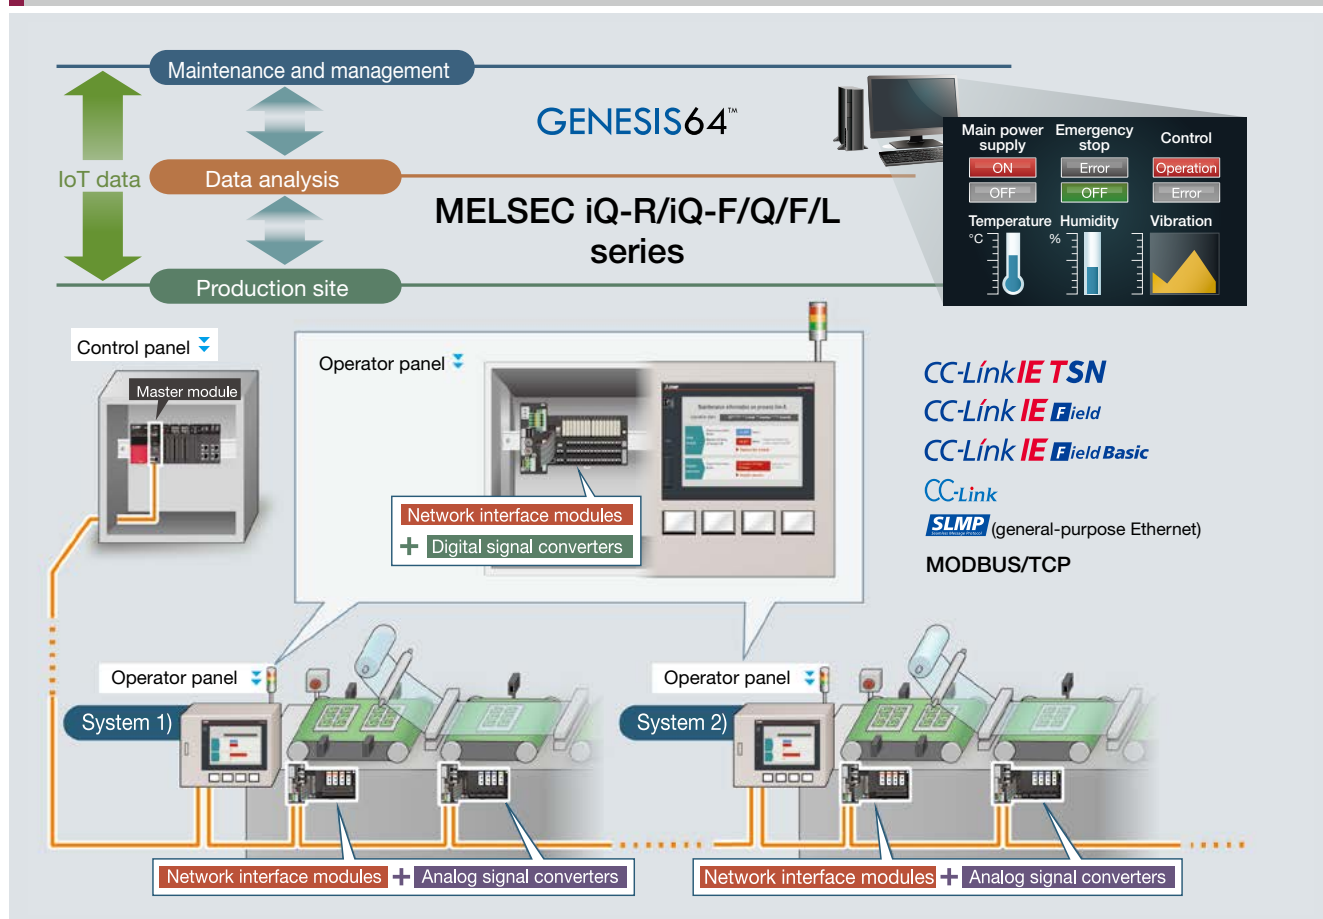 Maintenance and management
GENESIS64™
IoT data
Data analysis
MELSEC iQ-R/iQ-F/Q/F/L
series
Production site
Main power
supply
Emergency
stop
Control
ON
Error
Operation
OFF
OFF
Error
Temperature
Humidity
Vibration
°C
%
Control panel
Master module
Operator panel
Network interface modules
+ Digital signal converters
CC-Link IE TSN
CC-Link IE Field
CC-Link IE Field Basic
CC-Link
SLMP (general-purpose Ethernet)
MODBUS/TCP
Operator panel
System 1)
Operator panel
System 2)
Network interface modules + Analog signal converters
Network interface modules + Analog signal converters